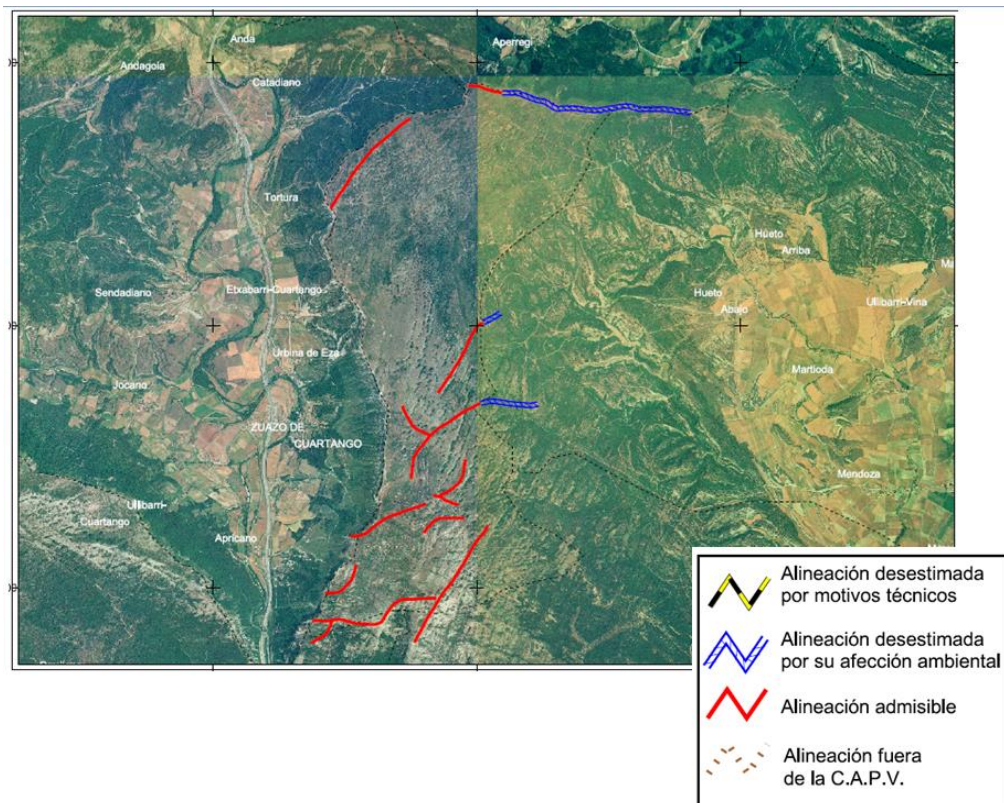 Anda
Aperregi
Andagoia
Catadiano
Tortura
Hueto
Arriba
Ma
Sendadiano
Etxabarri-Cuartango
Hueto
Abajo
Ullibarri-Vina
Urbina de Eza
Martioda
Jocano
ZUAZO DE
CUARTANGO
Mendoza
Ullibarri-
Cuartango
Apricano
Alineación desestimada
por motivos técnicos
Alineación desestimada
por su afección ambiental
Alineación admisible
Alineación fuera
de la C.A.P.V.